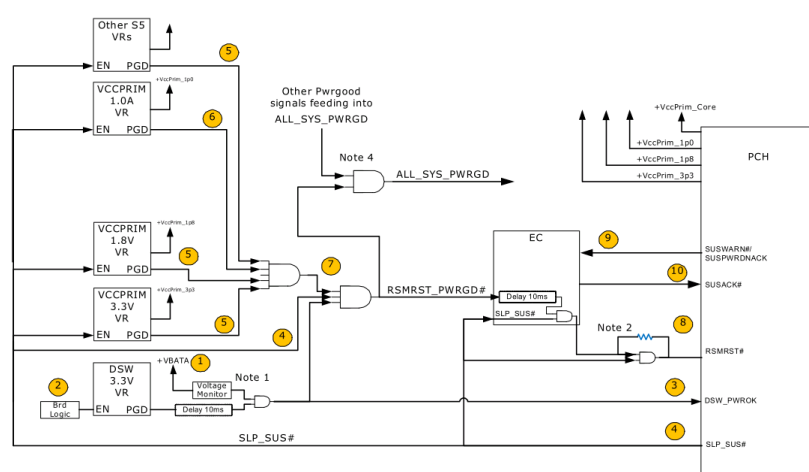 Other S5
VRs
EN PGD
5
+VccPrim_1p0
VCCPRIM
1.0A
VR
EN PGD
6
Other Pwrgood
signals feeding into
ALL_SYS_PWRGD
Note 4
ALL_SYS_PWRGD
+VccPrim_Core
+VccPrim_1p0
+VccPrim_1p8
+VccPrim_3p3
PCH
+VccPrim_1p8
VCCPRIM
1.8V
VR
EN PGD
5
7
EC
9
SUSWARN#/
SUSPWRDNACK
10
SUSACK#
+VccPrim_3p3
VCCPRIM
3.3V
VR
EN PGD
5
4
RSMRST_PWRGD#
Delay 10ms
SLP_SUS#
Note 2
8
RSMRST#
+VBATA
1
DSW
3.3V
VR
EN PGD
2
Brd
Logic
Voltage
Monitor
Note 1
Delay 10ms
3
DSW_PWROK
SLP_SUS#
4
SLP_SUS#